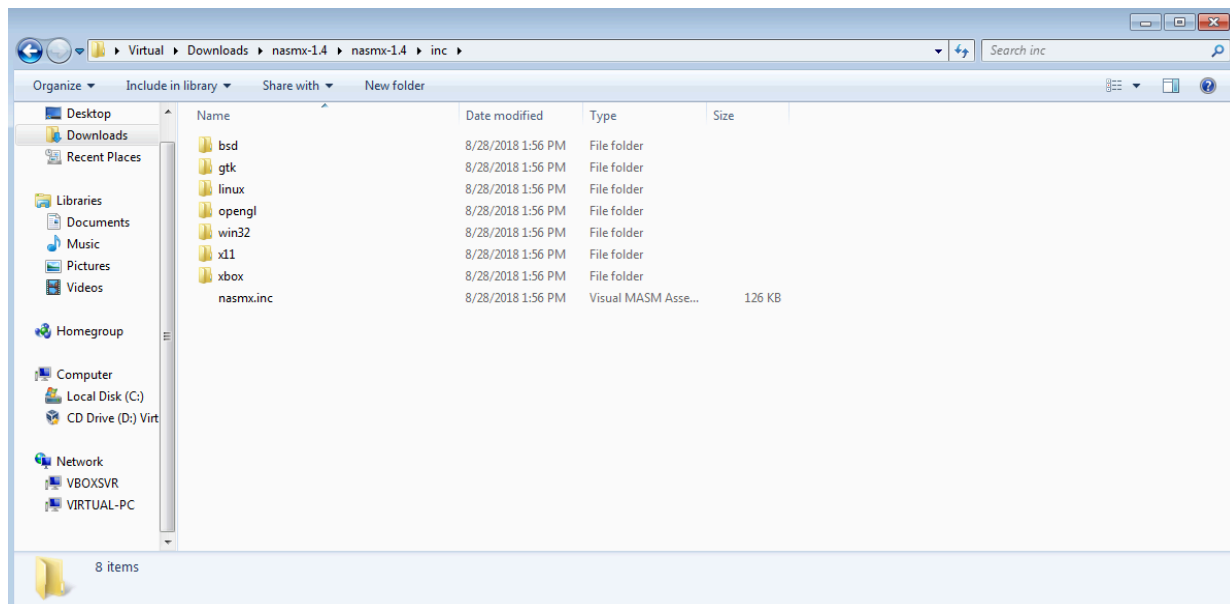 Virtual ▸ Downloads ▸ nasmx-1.4 ▸ nasmx-1.4 ▸ inc ▸
Search inc
Organize Include in library Share with New folder
Desktop
Downloads
Recent Places
Libraries
Documents
Music
Pictures
Videos
Homegroup
Computer
Local Disk (C:)
CD Drive (D:) Virt
Network
VBOXSVR
VIRTUAL-PC
Name Date modified Type Size
bsd 8/28/2018 1:56 PM File folder
gtk 8/28/2018 1:56 PM File folder
linux 8/28/2018 1:56 PM File folder
opengl 8/28/2018 1:56 PM File folder
win32 8/28/2018 1:56 PM File folder
x11 8/28/2018 1:56 PM File folder
xbox 8/28/2018 1:56 PM File folder
nasmx.inc 8/28/2018 1:56 PM Visual MASM Asse... 126 KB
8 items